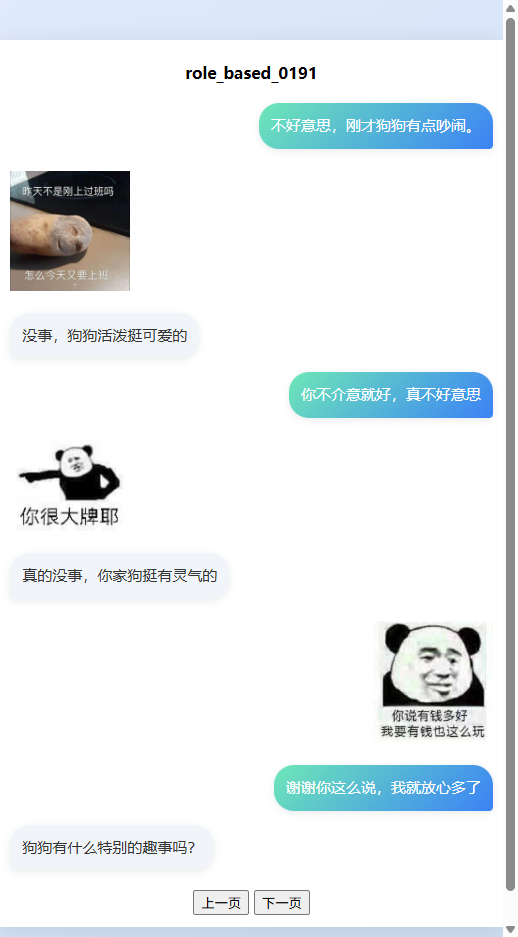 role_based_0191
不好意思，刚才狗狗有点吵闹。
昨天不是刚上过班吗
怎么今天又要上班
没事，狗狗活泼挺可爱的
你不介意就好，真不好意思
你很大牌耶
真的没事，你家狗挺有灵气的
你说有钱多好
我要有钱也这么玩
谢谢你这么说，我就放心多了
狗狗有什么特别的趣事吗？
上一页 下一页